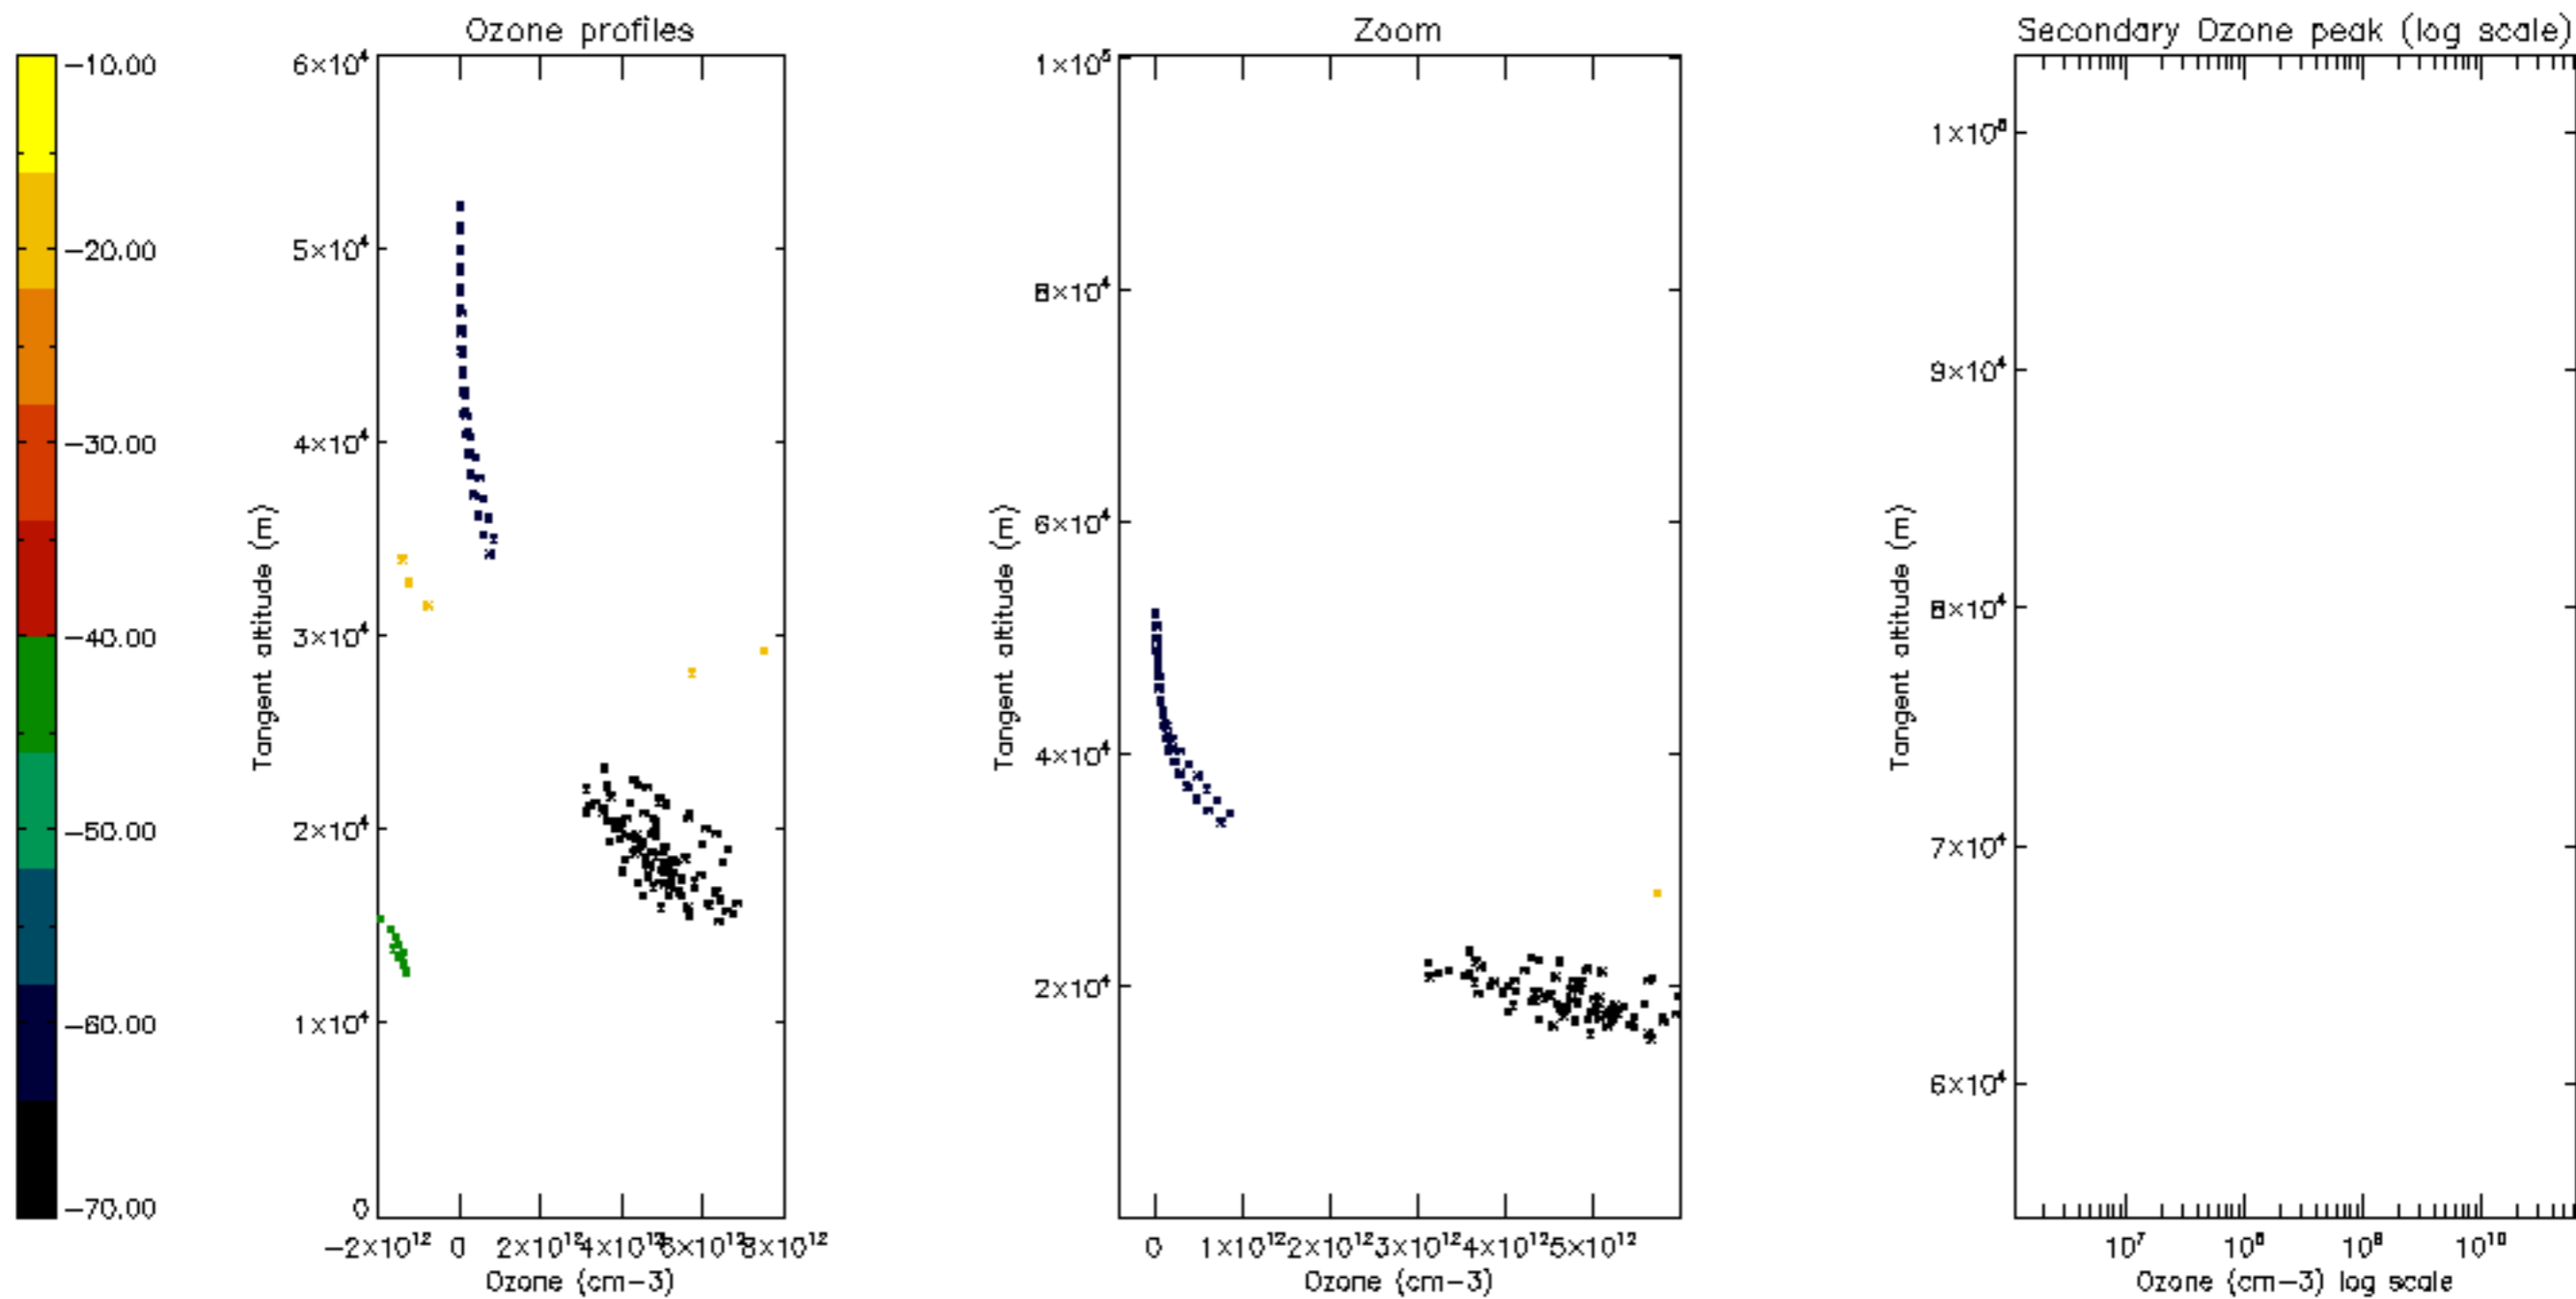 Ozone profiles
Zoom
Secondary Ozone peak (log scale)
−10.00
−20.00
−30.00
−40.00
−50.00
−60.00
−70.00
6×10⁴
5×10⁴
4×10⁴
3×10⁴
2×10⁴
1×10⁴
0
Tangent altitude (m)
−2×10¹² 0 2×10¹² 4×10¹² 6×10¹² 8×10¹²
Ozone (cm−3)
1×10⁵
8×10⁴
6×10⁴
4×10⁴
2×10⁴
Tangent altitude (m)
0 1×10¹² 2×10¹² 3×10¹² 4×10¹² 5×10¹²
Ozone (cm−3)
9×10⁴
8×10⁴
7×10⁴
6×10⁴
Tangent altitude (m)
10⁷ 10⁸ 10⁹ 10¹⁰
Ozone (cm−3) log scale